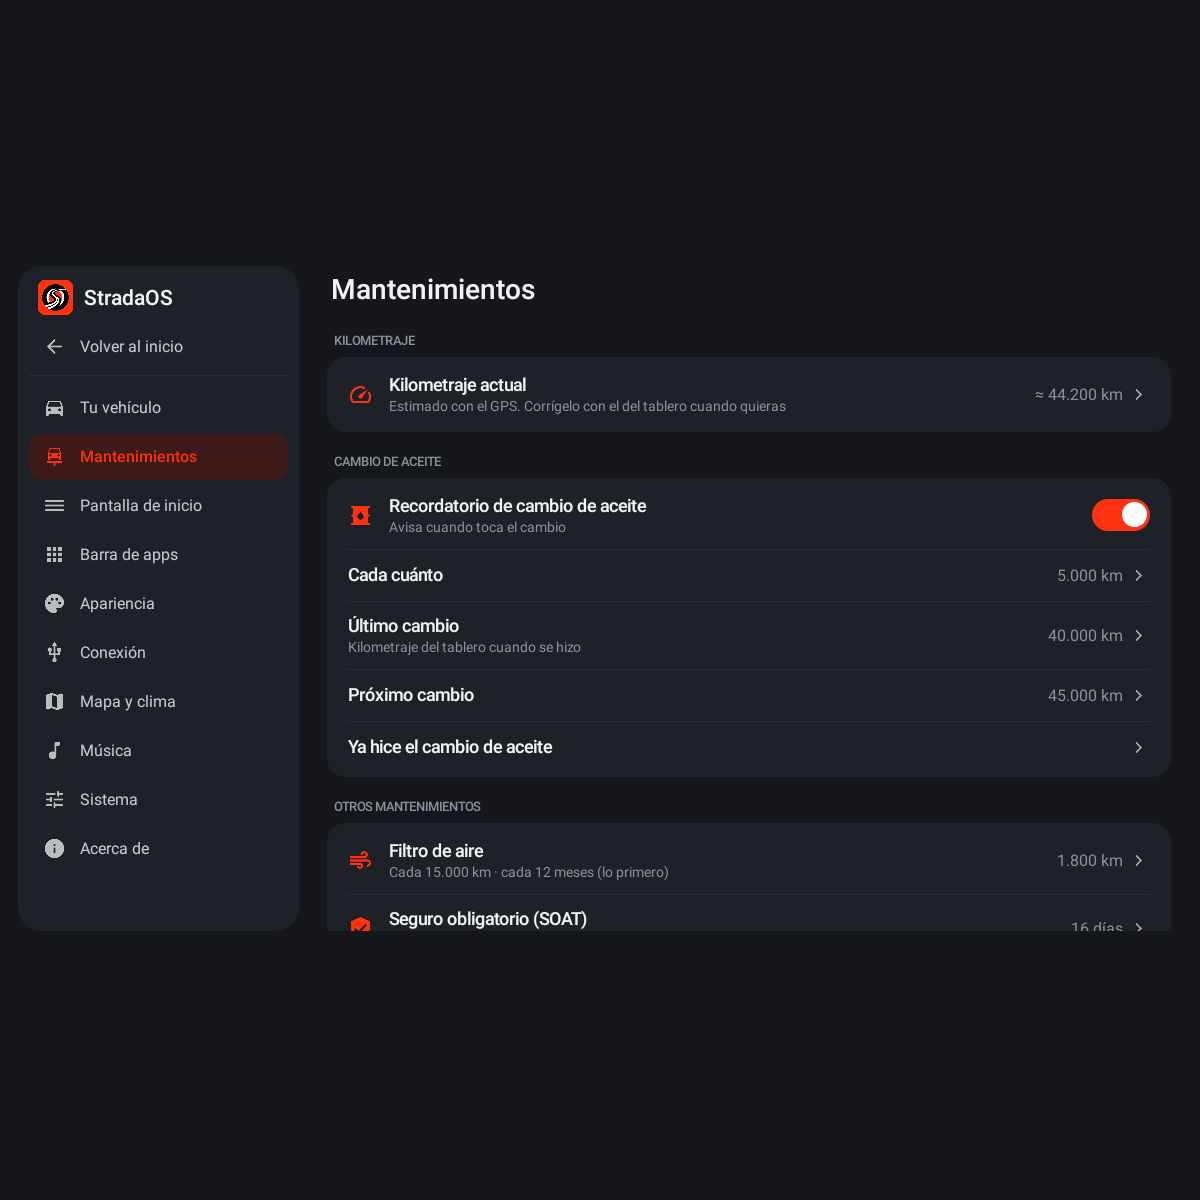 StradaOS
Volver al inicio
Tu vehículo
Mantenimientos
Pantalla de inicio
Barra de apps
Apariencia
Conexión
Mapa y clima
Música
Sistema
Acerca de
Mantenimientos
KILOMETRAJE
Kilometraje actual
Estimado con el GPS. Corrígelo con el del tablero cuando quieras
≈ 44.200 km
CAMBIO DE ACEITE
Recordatorio de cambio de aceite
Avisa cuando toca el cambio
Cada cuánto
5.000 km
Último cambio
Kilometraje del tablero cuando se hizo
40.000 km
Próximo cambio
45.000 km
Ya hice el cambio de aceite
OTROS MANTENIMIENTOS
Filtro de aire
Cada 15.000 km · cada 12 meses (lo primero)
1.800 km
Seguro obligatorio (SOAT)
16 días